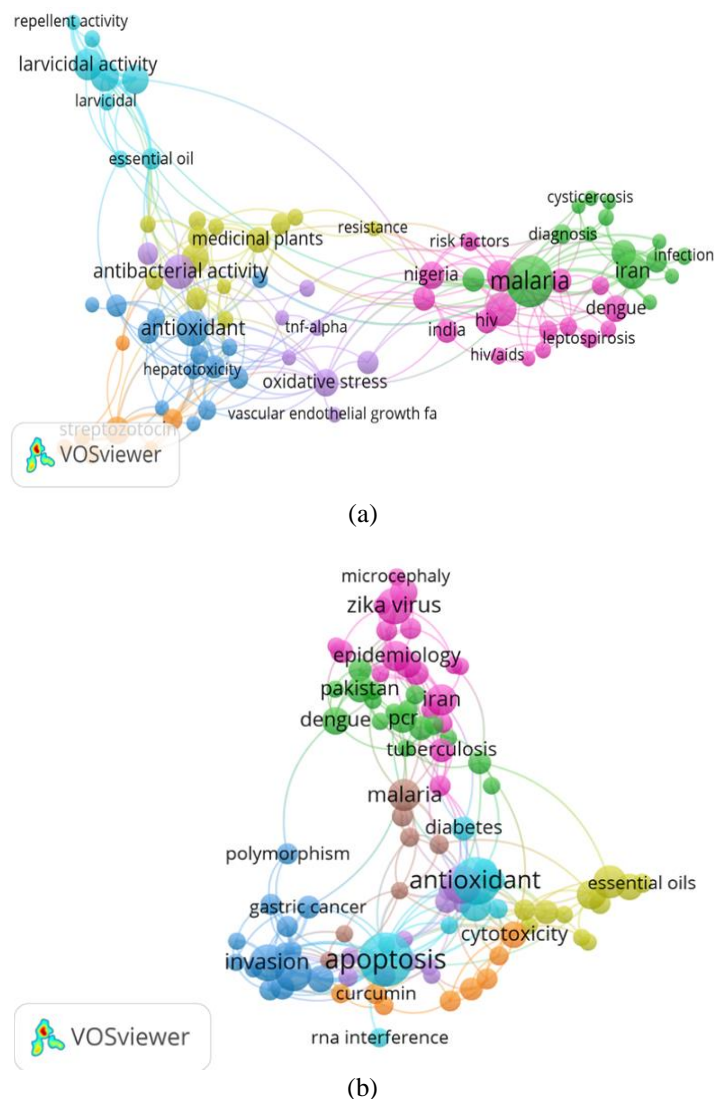 repellent activity
larvicidal activity
larvicidal
essential oil
cysticercosis
medicinal plants
resistance
risk factors
diagnosis
infection
antibacterial activity
nigeria
malaria
iran
dengue
antioxidant
tnf-alpha
india
hiv
leptospirosis
hepatotoxicity
hiv/aids
oxidative stress
vascular endothelial growth fa
streptozotocin
VOSviewer
(a)
microcephaly
zika virus
epidemiology
pakistan
iran
dengue
pcr
tuberculosis
malaria
diabetes
polymorphism
antioxidant
essential oils
gastric cancer
cytotoxicity
invasion
apoptosis
curcumin
rna interference
VOSviewer
(b)